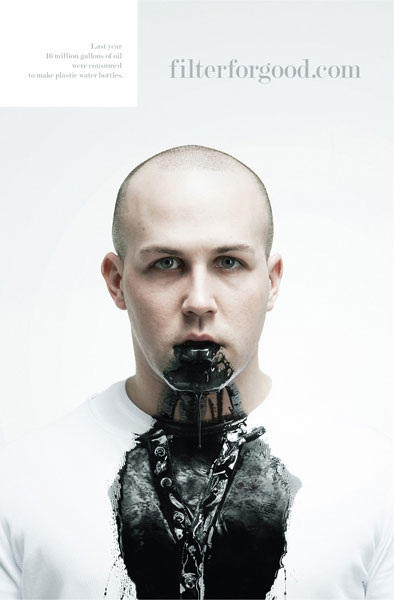 Last year
16 million gallons of oil
were consumed
to make plastic water bottles.
filterforgood.com